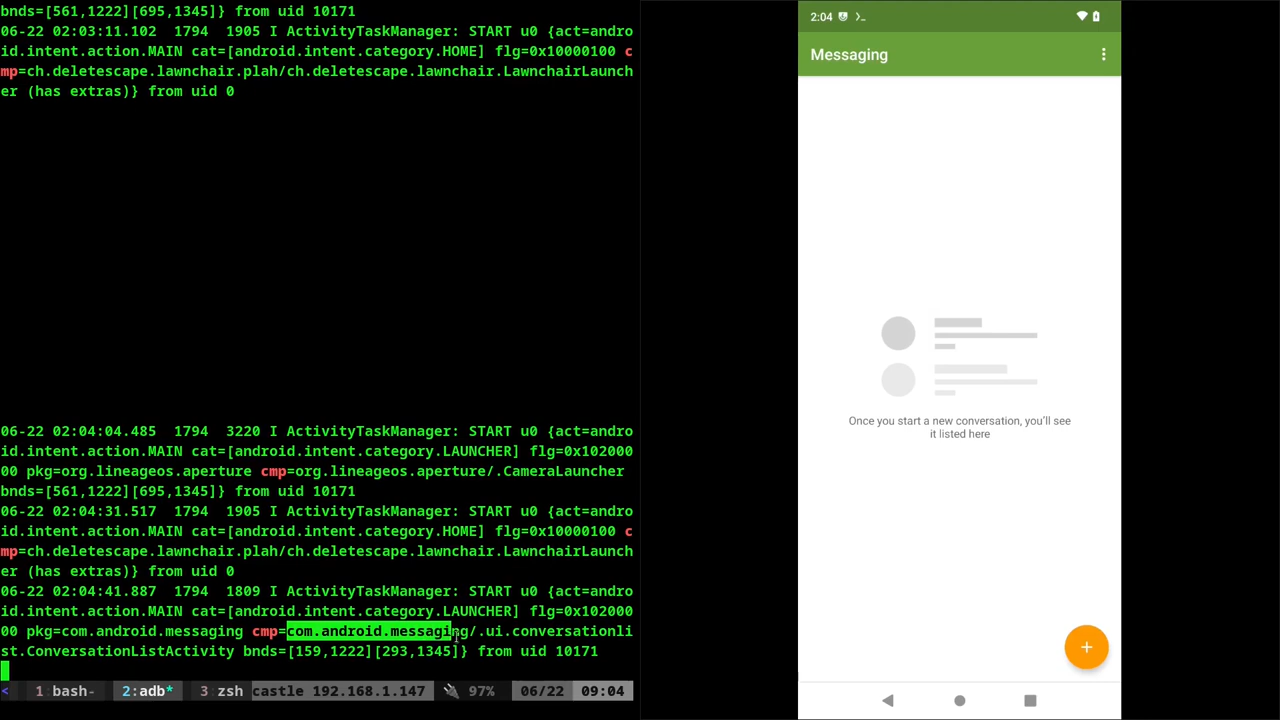 bnds=[561,1222][695,1345]} from uid 10171
06-22 02:03:11.102  1794  1905 I ActivityTaskManager: START u0 {act=andro
id.intent.action.MAIN cat=[android.intent.category.HOME] flg=0x10000100 c
mp=ch.deletescape.lawnchair.plah/ch.deletescape.lawnchair.LawnchairLaunch
er (has extras)} from uid 0
06-22 02:04:04.485  1794  3220 I ActivityTaskManager: START u0 {act=andro
id.intent.action.MAIN cat=[android.intent.category.LAUNCHER] flg=0x102000
00 pkg=org.lineageos.aperture cmp=org.lineageos.aperture/.CameraLauncher
bnds=[561,1222][695,1345]} from uid 10171
06-22 02:04:31.517  1794  1905 I ActivityTaskManager: START u0 {act=andro
id.intent.action.MAIN cat=[android.intent.category.HOME] flg=0x10000100 c
mp=ch.deletescape.lawnchair.plah/ch.deletescape.lawnchair.LawnchairLaunch
er (has extras)} from uid 0
06-22 02:04:41.887  1794  1809 I ActivityTaskManager: START u0 {act=andro
id.intent.action.MAIN cat=[android.intent.category.LAUNCHER] flg=0x102000
00 pkg=com.android.messaging cmp=com.android.messaging/.ui.conversationli
st.ConversationListActivity bnds=[159,1222][293,1345]} from uid 10171
< 1 bash- 2:adb* 3 zsh castle 192.168.1.147 97% 06/22 09:04
2:04
Messaging
Once you start a new conversation, you'll see
it listed here
+